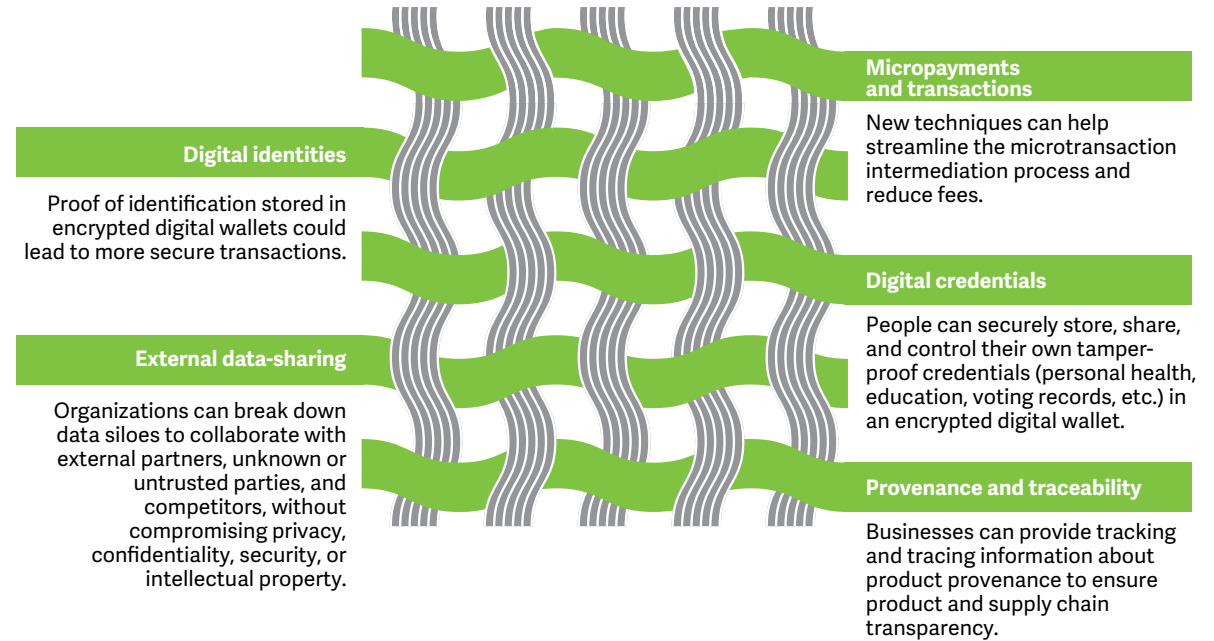 Micropayments
and transactions
New techniques can help
streamline the microtransaction
intermediation process and
reduce fees.
Digital identities
Proof of identification stored in
encrypted digital wallets could
lead to more secure transactions.
Digital credentials
People can securely store, share,
and control their own tamper-
proof credentials (personal health,
education, voting records, etc.) in
an encrypted digital wallet.
External data-sharing
Organizations can break down
data siloes to collaborate with
external partners, unknown or
untrusted parties, and
competitors, without
compromising privacy,
confidentiality, security, or
intellectual property.
Provenance and traceability
Businesses can provide tracking
and tracing information about
product provenance to ensure
product and supply chain
transparency.